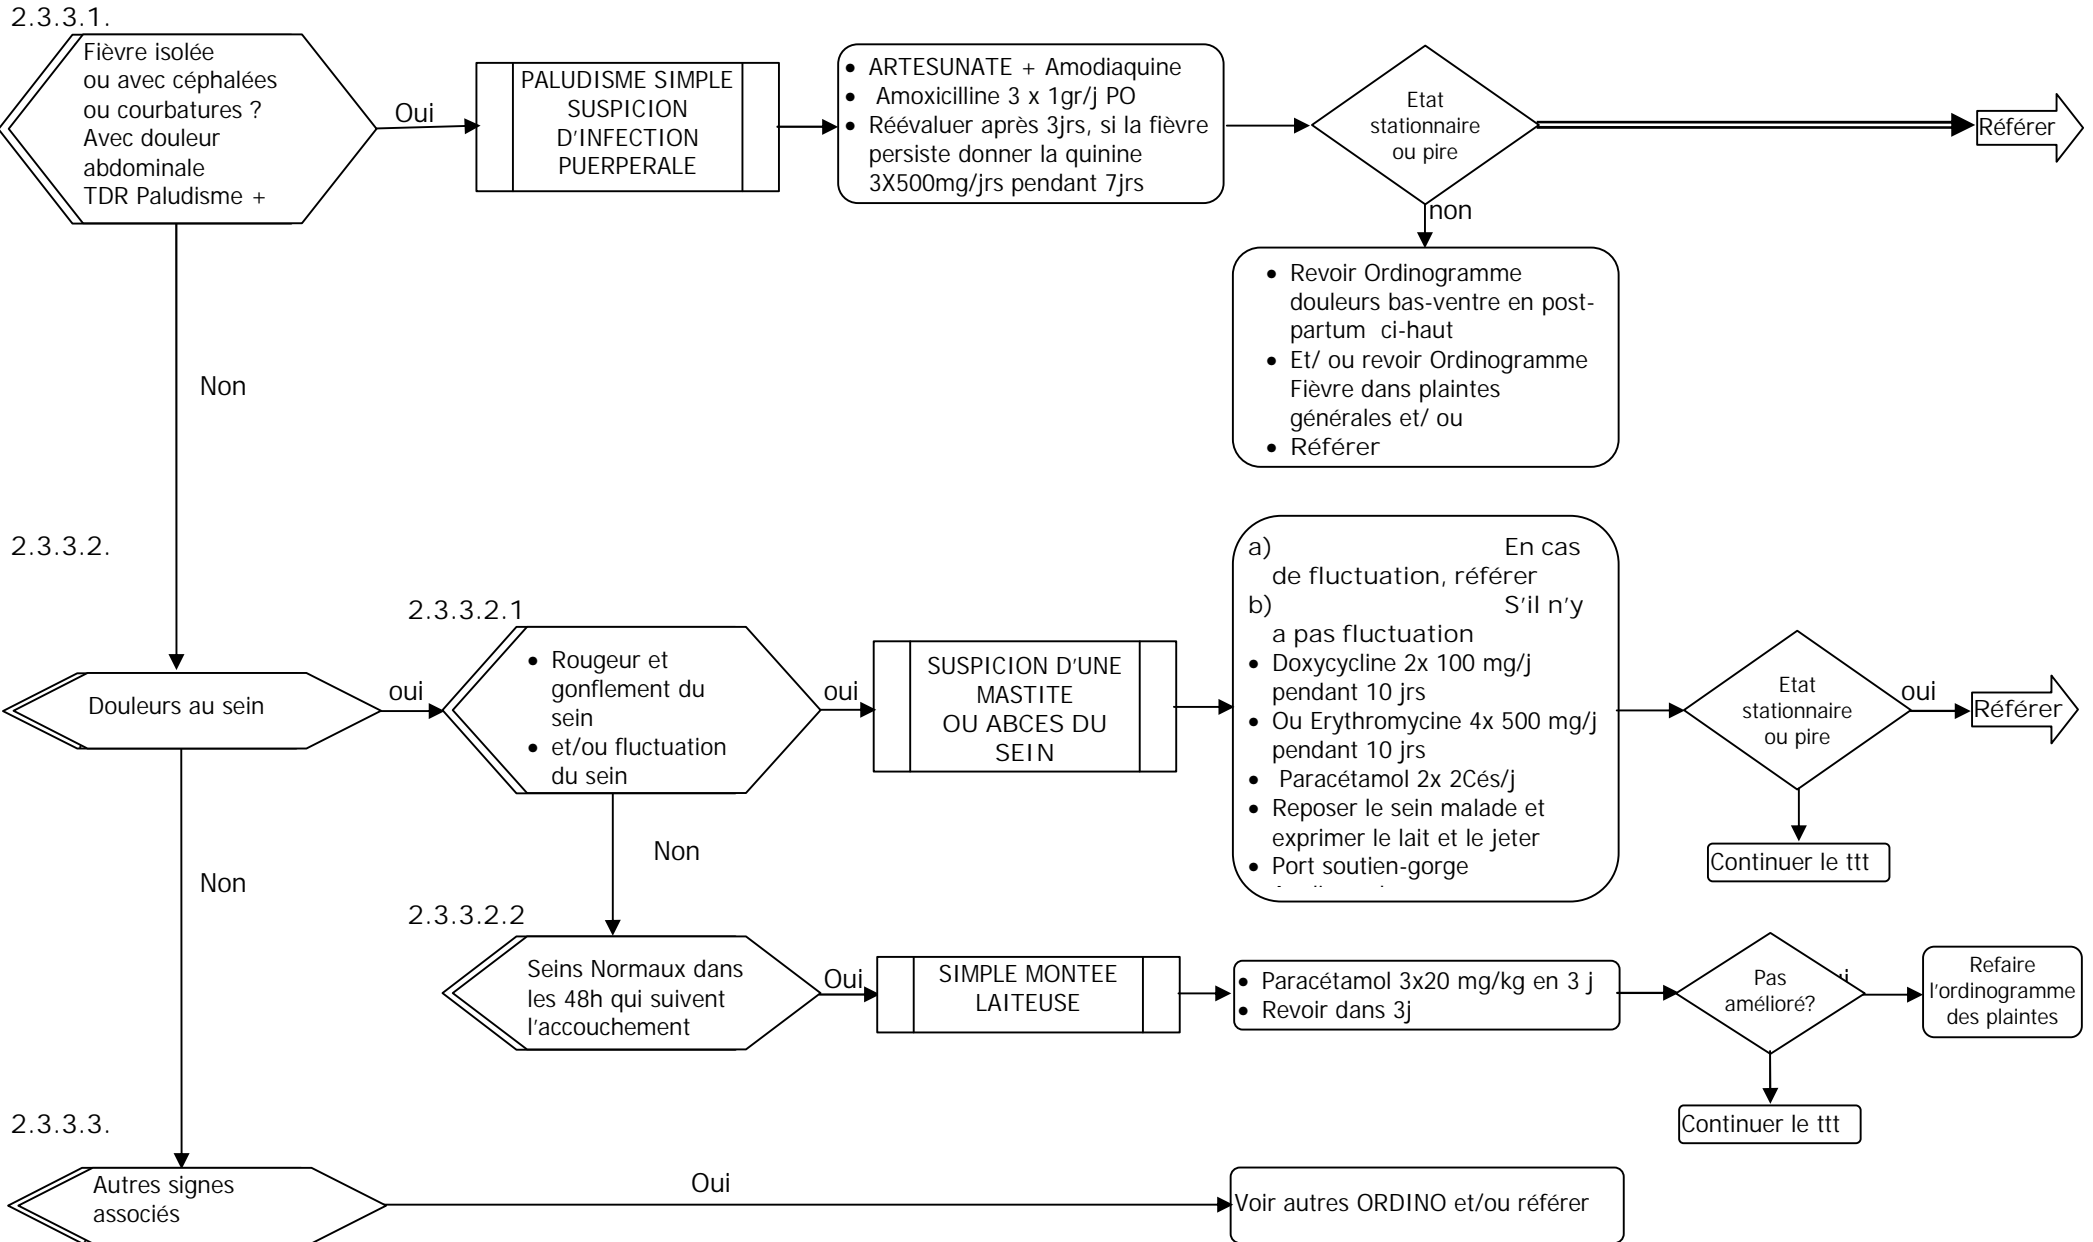 2.3.3.1.
Fièvre isolée
ou avec céphalées
ou courbatures ?
Avec douleur
abdominale
TDR Paludisme +
Oui
PALUDISME SIMPLE
SUSPICION
D'INFECTION
PUERPERALE
• ARTESUNATE + Amodiaquine
• Amoxicilline 3 x 1gr/j PO
• Réévaluer après 3jrs, si la fièvre
persiste donner la quinine
3X500mg/jrs pendant 7jrs
Etat
stationnaire
ou pire
Référer
non
• Revoir Ordinogramme
douleurs bas-ventre en post-
partum ci-haut
• Et/ ou revoir Ordinogramme
Fièvre dans plaintes
générales et/ ou
• Référer
Non
2.3.3.2.
Douleurs au sein
oui
2.3.3.2.1
• Rougeur et
gonflement du
sein
• et/ou fluctuation
du sein
oui
SUSPICION D'UNE
MASTITE
OU ABCES DU
SEIN
a) En cas
de fluctuation, référer
b) S'il n'y
a pas fluctuation
• Doxycycline 2x 100 mg/j
pendant 10 jrs
• Ou Erythromycine 4x 500 mg/j
pendant 10 jrs
• Paracétamol 2x 2Cés/j
• Reposer le sein malade et
exprimer le lait et le jeter
• Port soutien-gorge
Etat
stationnaire
ou pire
oui
Référer
Continuer le ttt
Non
Non
2.3.3.2.2
Seins Normaux dans
les 48h qui suivent
l'accouchement
Oui
SIMPLE MONTEE
LAITEUSE
• Paracétamol 3x20 mg/kg en 3 j
• Revoir dans 3j
Pas
amélioré?
Refaire
l'ordinogramme
des plaintes
Continuer le ttt
2.3.3.3.
Autres signes
associés
Oui
Voir autres ORDINO et/ou référer